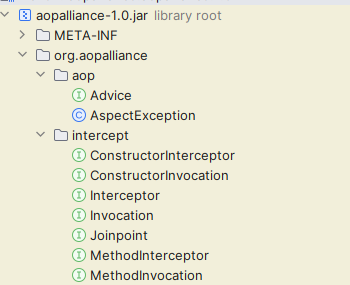 aopalliance-1.0.jar library root
META-INF
org.aopalliance
aop
Advice
AspectException
intercept
ConstructorInterceptor
ConstructorInvocation
Interceptor
Invocation
Joinpoint
MethodInterceptor
MethodInvocation